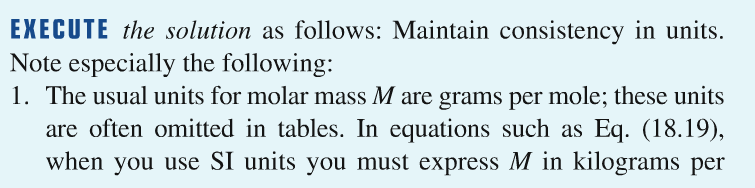 EXECUTE the solution as follows: Maintain consistency in units.
Note especially the following:
1. The usual units for molar mass M are grams per mole; these units
are often omitted in tables. In equations such as Eq. (18.19),
when you use SI units you must express M in kilograms per